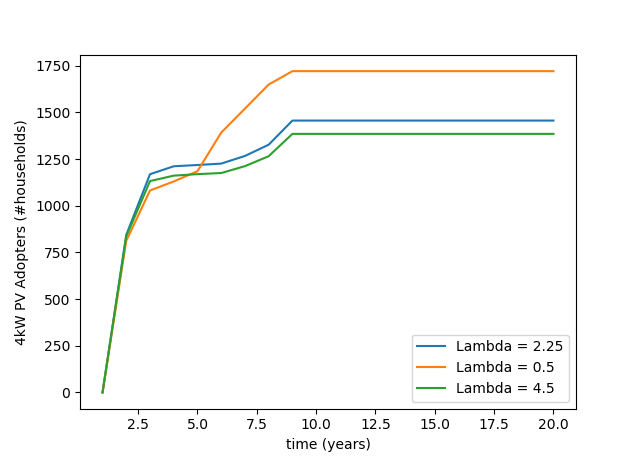 1750
1500
1250
1000
750
500
250
0
4kW PV Adopters (#households)
2.5 5.0 7.5 10.0 12.5 15.0 17.5 20.0
time (years)
Lambda = 2.25
Lambda = 0.5
Lambda = 4.5